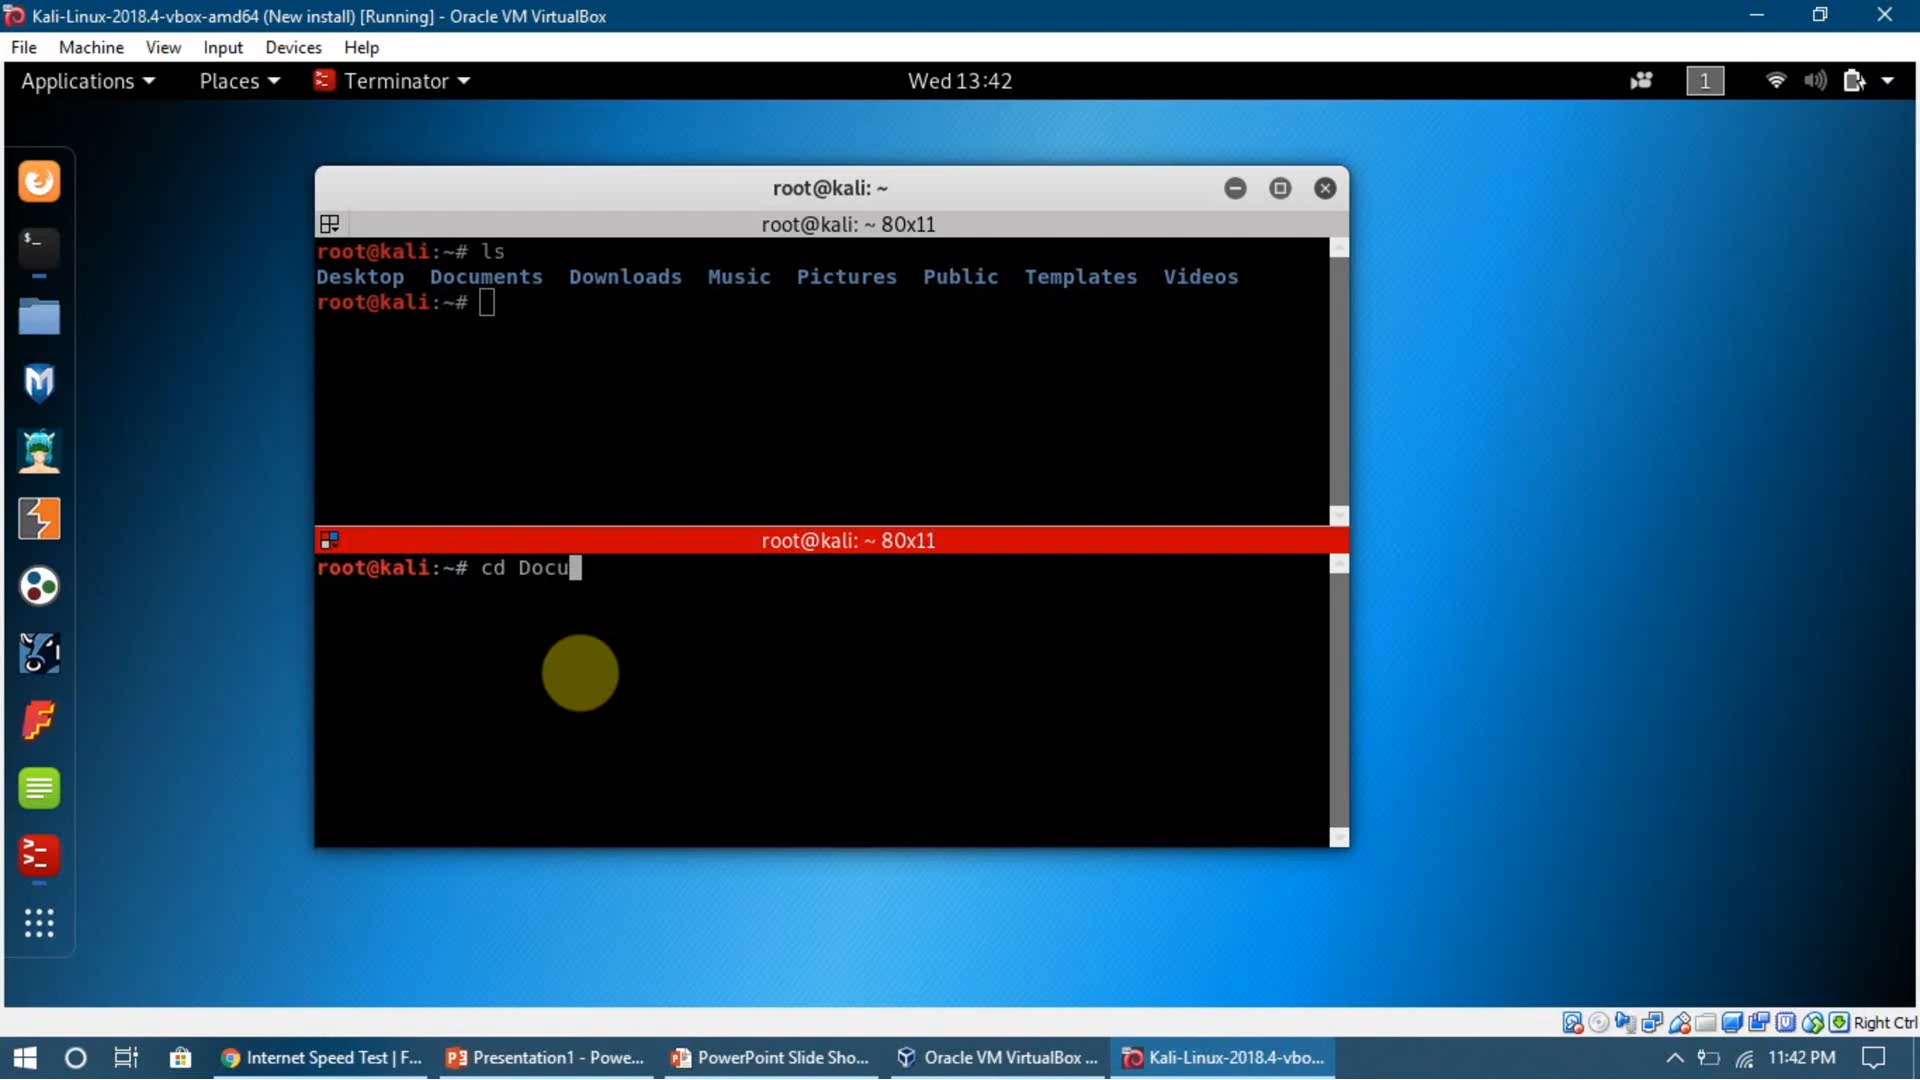 Kali-Linux-2018.4-vbox-amd64 (New install) [Running] - Oracle VM VirtualBox
File Machine View Input Devices Help
Applications Places Terminator Wed 13:42 1
root@kali: ~
root@kali: ~ 80x11
root@kali:~# ls
Desktop Documents Downloads Music Pictures Public Templates Videos
root@kali:~#
root@kali: ~ 80x11
root@kali:~# cd Docu
Right Ctrl
Internet Speed Test | F... Presentation1 - Powe... PowerPoint Slide Sho... Oracle VM VirtualBox ... Kali-Linux-2018.4-vbo... 11:42 PM